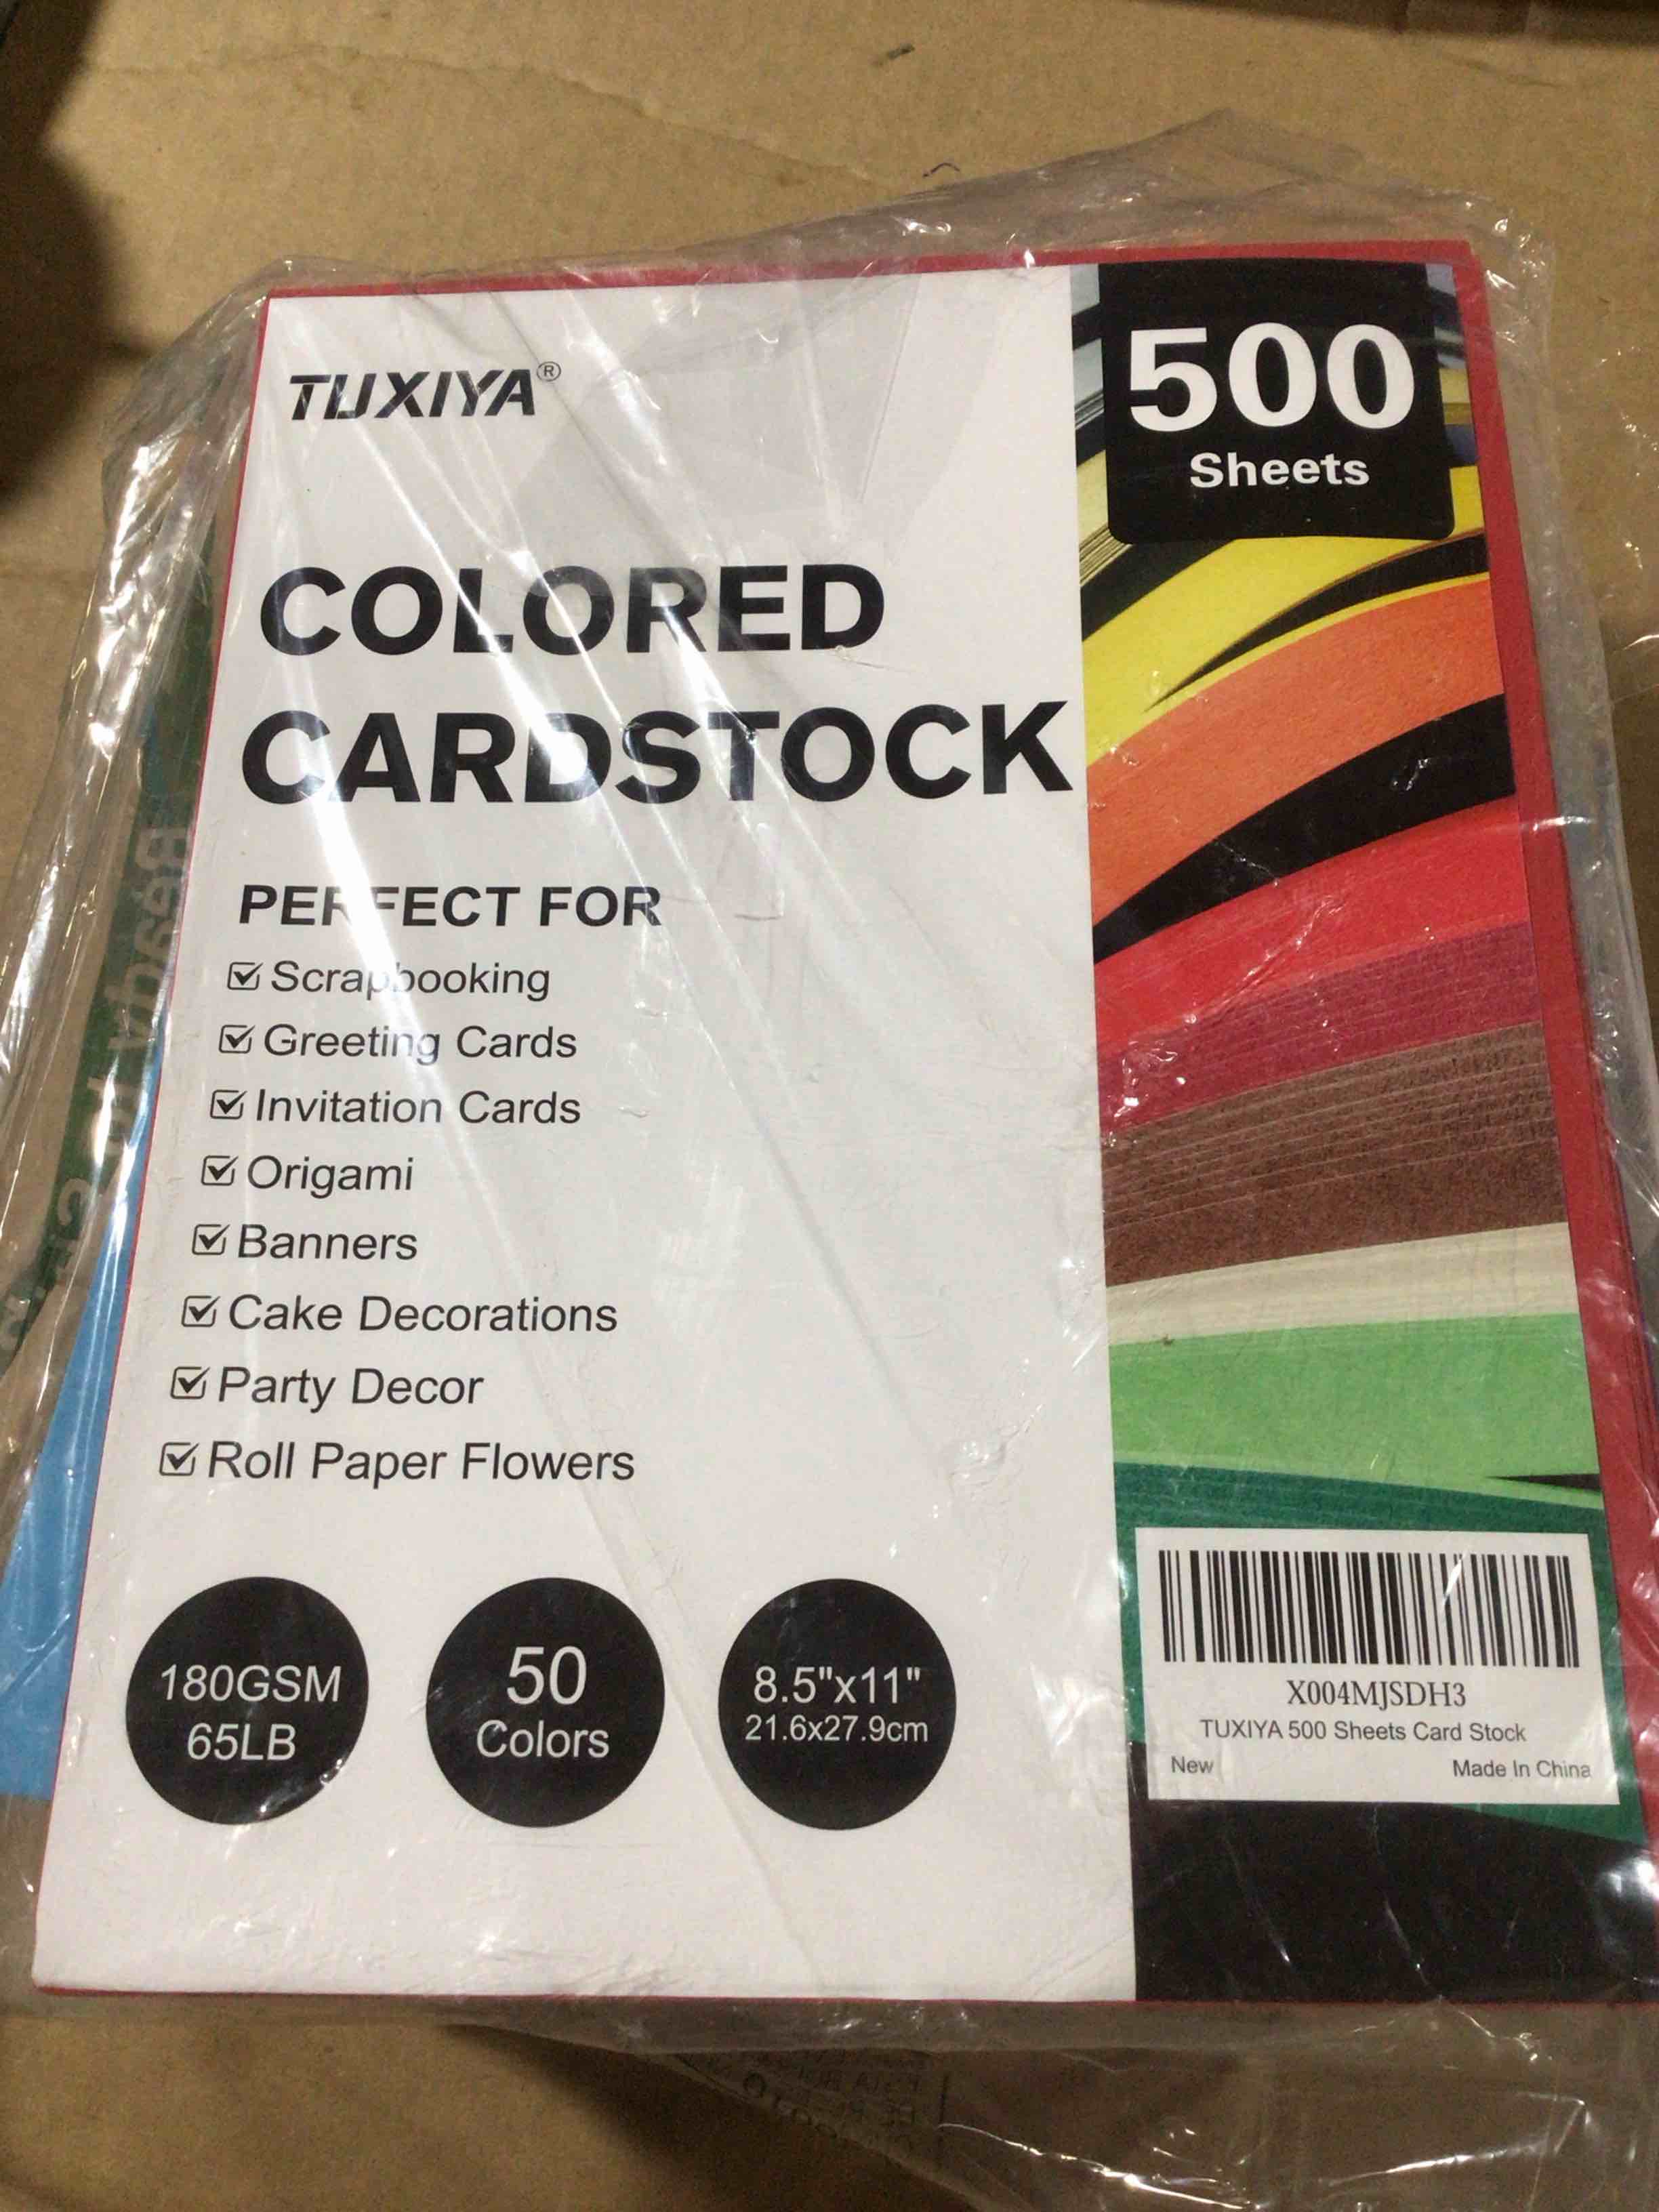 TUXIYA®
500
Sheets
COLORED
CARDSTOCK
PERFECT FOR
Scrapbooking
Greeting Cards
Invitation Cards
Origami
Banners
Cake Decorations
Party Decor
Roll Paper Flowers
180GSM
65LB
50
Colors
8.5"x11"
21.6x27.9cm
X004MJSDH3
TUXIYA 500 Sheets Card Stock
New Made In China
Ready